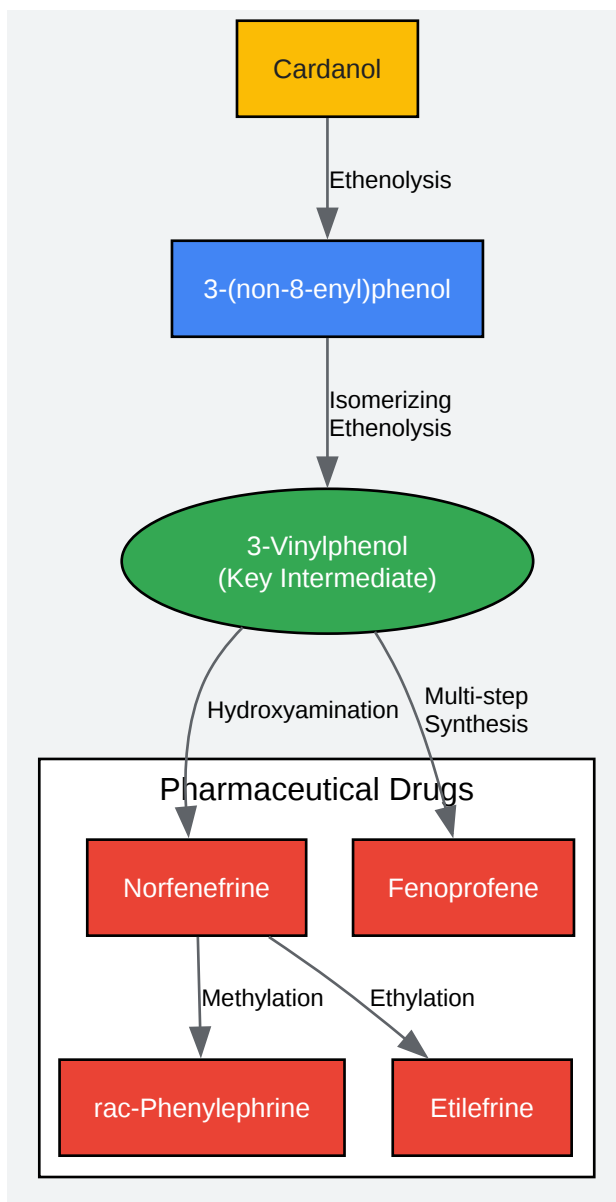 Cardanol
Ethenolysis
3-(non-8-enyl)phenol
Isomerizing
Ethenolysis
3-Vinylphenol
(Key Intermediate)
Hydroxyamination
Multi-step
Synthesis
Pharmaceutical Drugs
Norfenefrine
Fenoprofene
Methylation
Ethylation
rac-Phenylephrine
Etilefrine